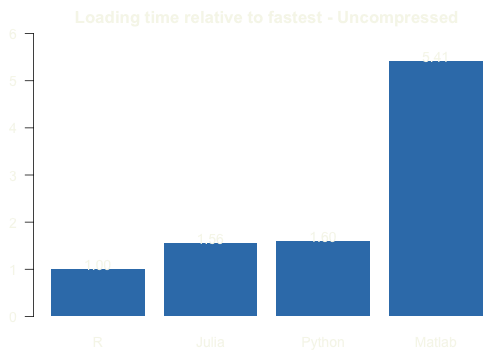 Loading time relative to fastest - Uncompressed
6
5
4
3
2
1
0
1.00
1.56
1.60
5.41
R
Julia
Python
Matlab